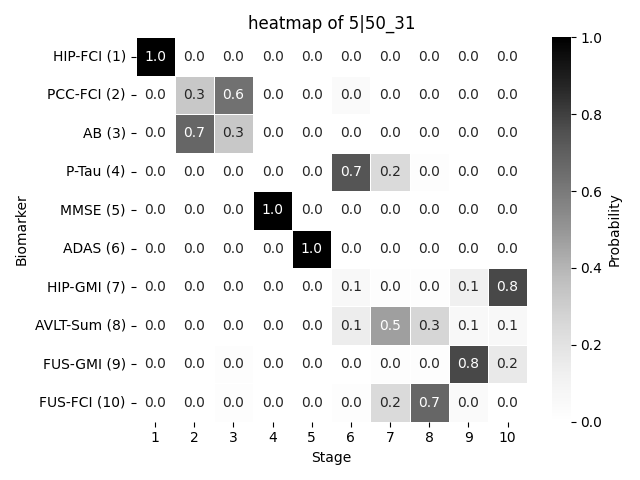 heatmap of 5|50_31
HIP-FCI (1) 1.0 0.0 0.0 0.0 0.0 0.0 0.0 0.0 0.0 0.0
PCC-FCI (2) 0.0 0.3 0.6 0.0 0.0 0.0 0.0 0.0 0.0 0.0
AB (3) 0.0 0.7 0.3 0.0 0.0 0.0 0.0 0.0 0.0 0.0
P-Tau (4) 0.0 0.0 0.0 0.0 0.0 0.7 0.2 0.0 0.0 0.0
MMSE (5) 0.0 0.0 0.0 1.0 0.0 0.0 0.0 0.0 0.0 0.0
ADAS (6) 0.0 0.0 0.0 0.0 1.0 0.0 0.0 0.0 0.0 0.0
HIP-GMI (7) 0.0 0.0 0.0 0.0 0.0 0.1 0.0 0.0 0.1 0.8
AVLT-Sum (8) 0.0 0.0 0.0 0.0 0.0 0.1 0.5 0.3 0.1 0.1
FUS-GMI (9) 0.0 0.0 0.0 0.0 0.0 0.0 0.0 0.0 0.8 0.2
FUS-FCI (10) 0.0 0.0 0.0 0.0 0.0 0.0 0.2 0.7 0.0 0.0
1 2 3 4 5 6 7 8 9 10
Stage
Biomarker
1.0
0.8
0.6
0.4
0.2
0.0
Probability